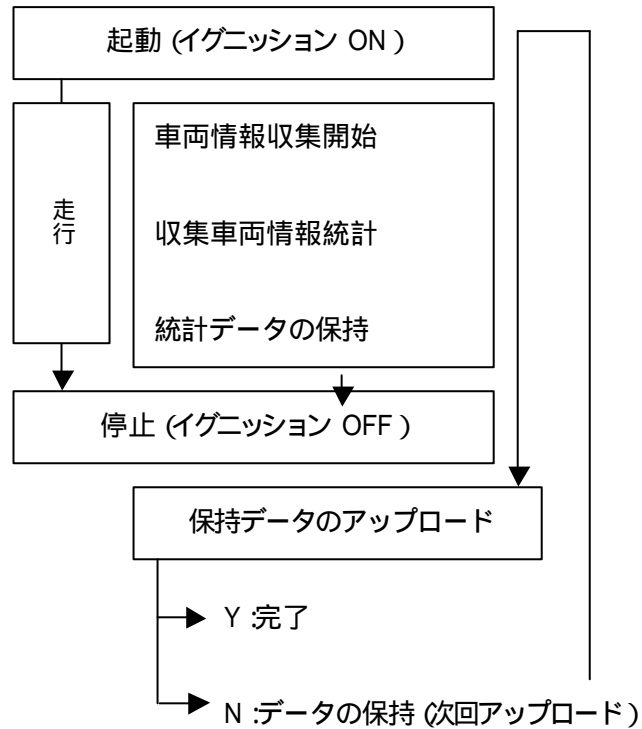 起動 (イグニッション ON )
走行
車両情報収集開始
収集車両情報統計
統計データの保持
停止 (イグニッション OFF )
保持データのアップロード
Y :完了
N :データの保持 (次回アップロード )